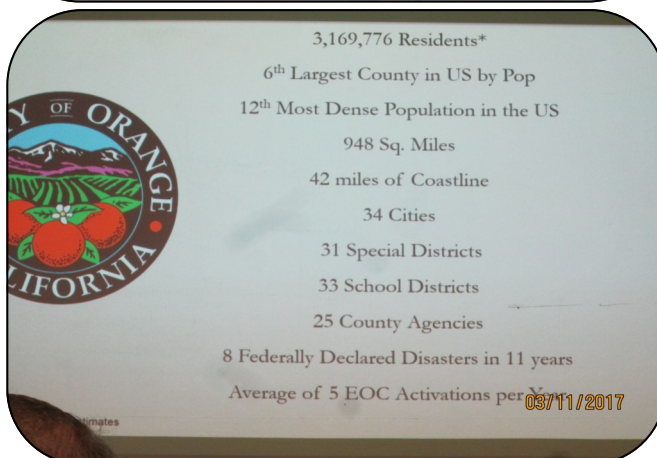 3,169,776 Residents*
6th Largest County in US by Pop
12th Most Dense Population in the US
948 Sq. Miles
42 miles of Coastline
34 Cities
31 Special Districts
33 School Districts
25 County Agencies
8 Federally Declared Disasters in 11 years
Average of 5 EOC Activations per Year
OF ORANGE
03/11/2017